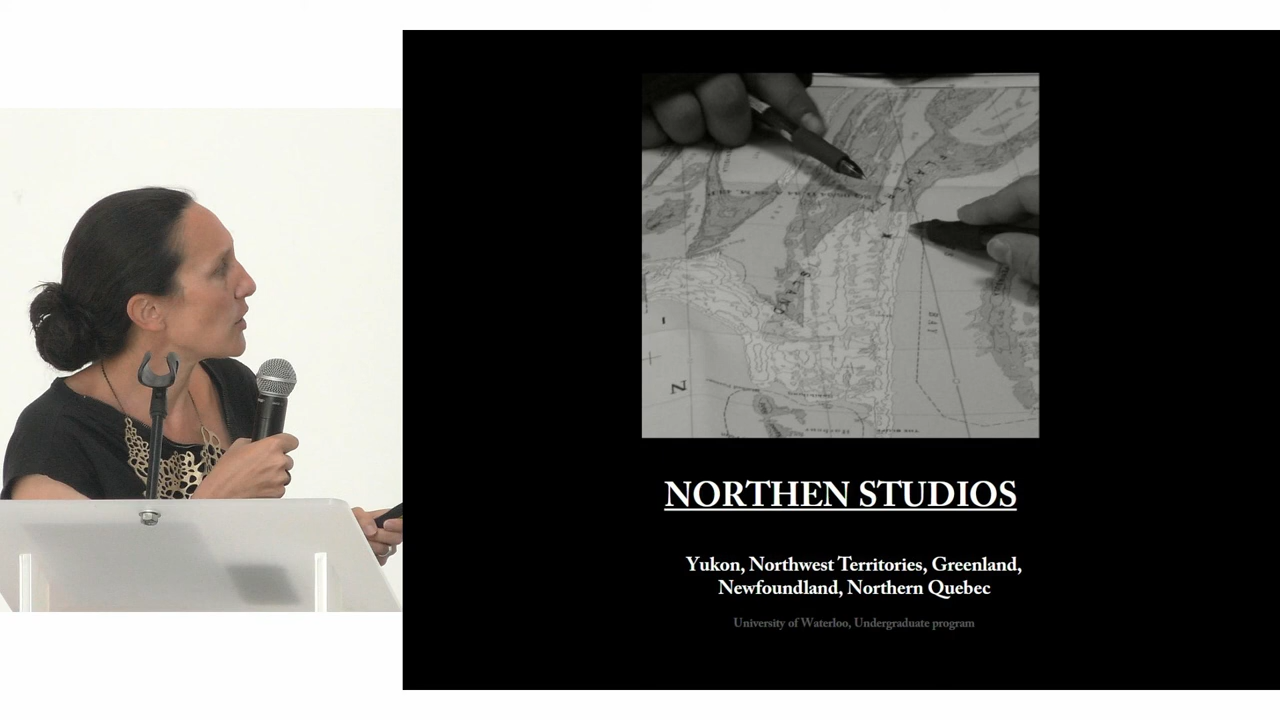 NORTHEN STUDIOS
Yukon, Northwest Territories, Greenland,
Newfoundland, Northern Quebec
University of Waterloo, Undergraduate program